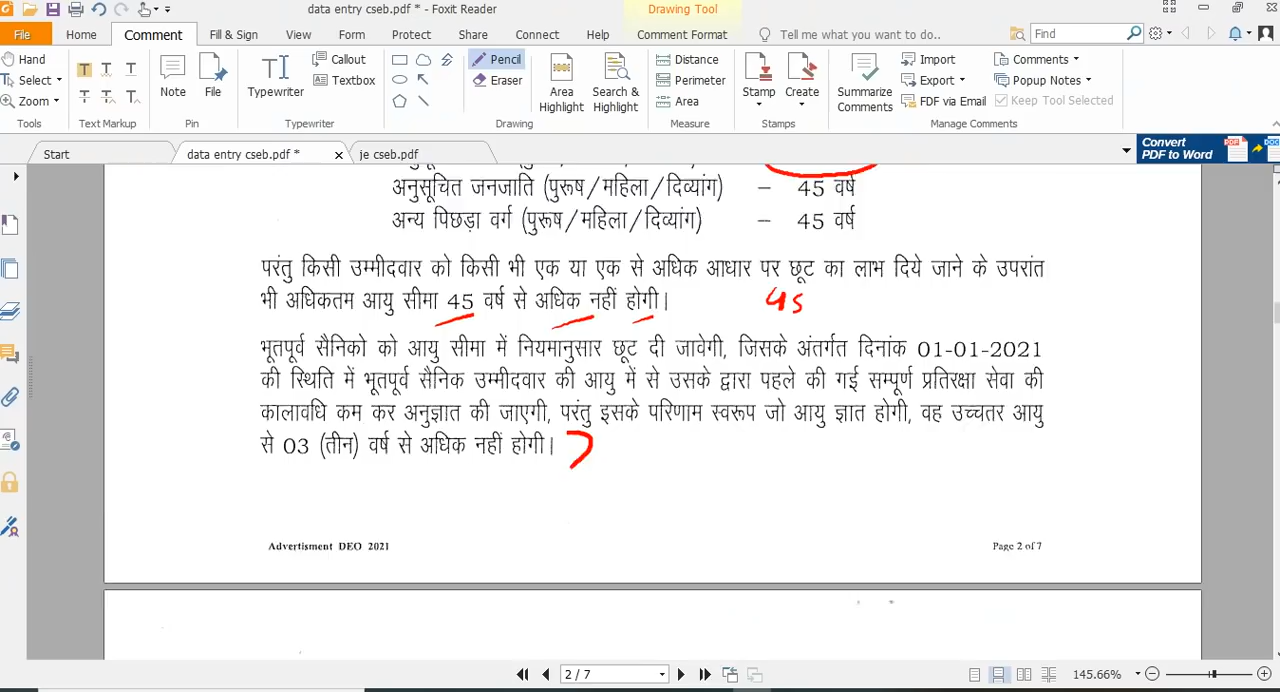 data entry cseb.pdf * - Foxit Reader
Drawing Tool
File
Home
Comment
Fill & Sign
View
Form
Protect
Share
Connect
Help
Comment Format
Tell me what you want to do..
Find
Hand
Select
Zoom
Tools
Text Markup
Note
File
Pin
Typewriter
Callout
Textbox
Typewriter
Pencil
Eraser
Area Highlight
Search & Highlight
Drawing
Distance
Perimeter
Area
Measure
Stamp
Create
Stamps
Summarize Comments
Import
Export
FDF via Email
Comments
Popup Notes
Keep Tool Selected
Manage Comments
Start
data entry cseb.pdf *
je cseb.pdf
Convert
PDF to Word
अनुसूचित जनजाति (पुरूष/महिला/दिव्यांग) – 45 वर्ष
अन्य पिछड़ा वर्ग (पुरूष/महिला/दिव्यांग) – 45 वर्ष
परंतु किसी उम्मीदवार को किसी भी एक या एक से अधिक आधार पर छूट का लाभ दिये जाने के उपरांत
भी अधिकतम आयु सीमा 45 वर्ष से अधिक नहीं होगी। 45
भूतपूर्व सैनिको को आयु सीमा में नियमानुसार छूट दी जावेगी, जिसके अंतर्गत दिनांक 01-01-2021
की स्थिति में भूतपूर्व सैनिक उम्मीदवार की आयु में से उसके द्वारा पहले की गई सम्पूर्ण प्रतिरक्षा सेवा की
कालावधि कम कर अनुज्ञात की जाएगी, परंतु इसके परिणाम स्वरूप जो आयु ज्ञात होगी, वह उच्चतर आयु
से 03 (तीन) वर्ष से अधिक नहीं होगी।
Advertisment DEO 2021
Page 2 of 7
2 / 7
145.66%